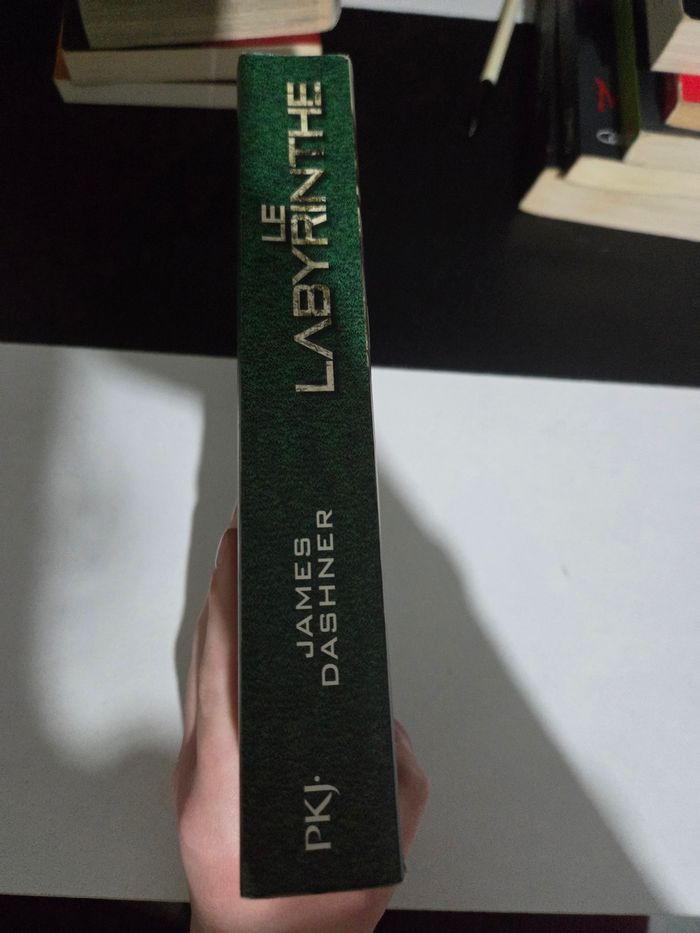 LE
LABYRINTHE
JAMES
DASHNER
PKJ.